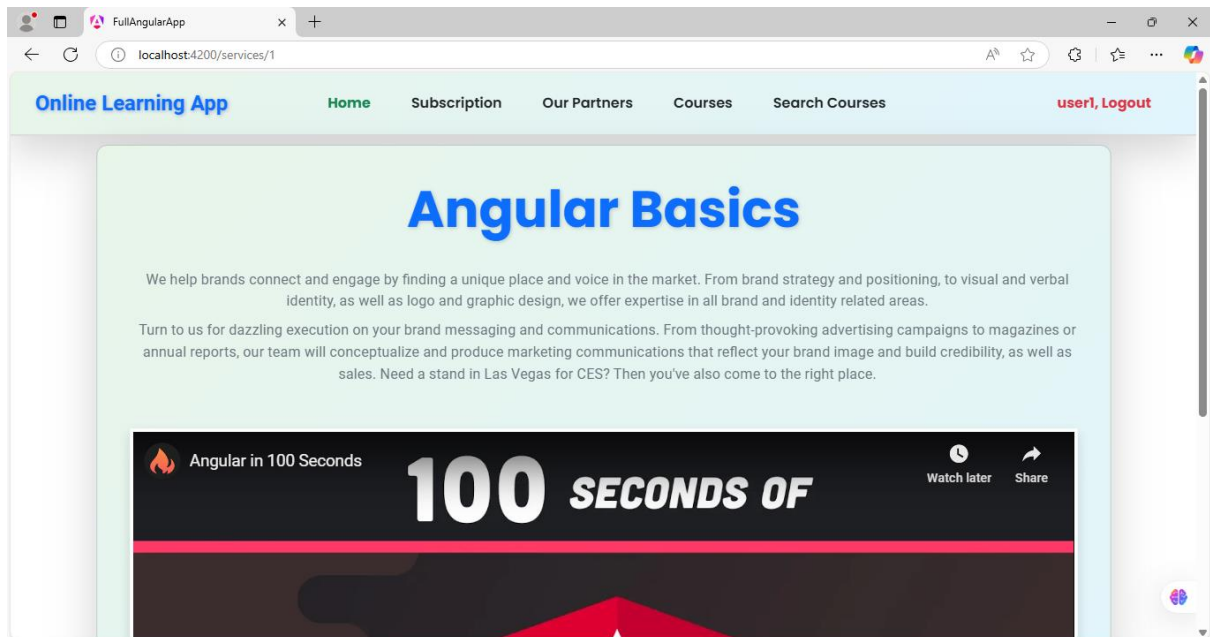 FullAngularApp
localhost:4200/services/1
Online Learning App Home Subscription Our Partners Courses Search Courses user1, Logout
Angular Basics
We help brands connect and engage by finding a unique place and voice in the market. From brand strategy and positioning, to visual and verbal
identity, as well as logo and graphic design, we offer expertise in all brand and identity related areas.
Turn to us for dazzling execution on your brand messaging and communications. From thought-provoking advertising campaigns to magazines or
annual reports, our team will conceptualize and produce marketing communications that reflect your brand image and build credibility, as well as
sales. Need a stand in Las Vegas for CES? Then you've also come to the right place.
Angular in 100 Seconds
100 SECONDS OF
Watch later Share